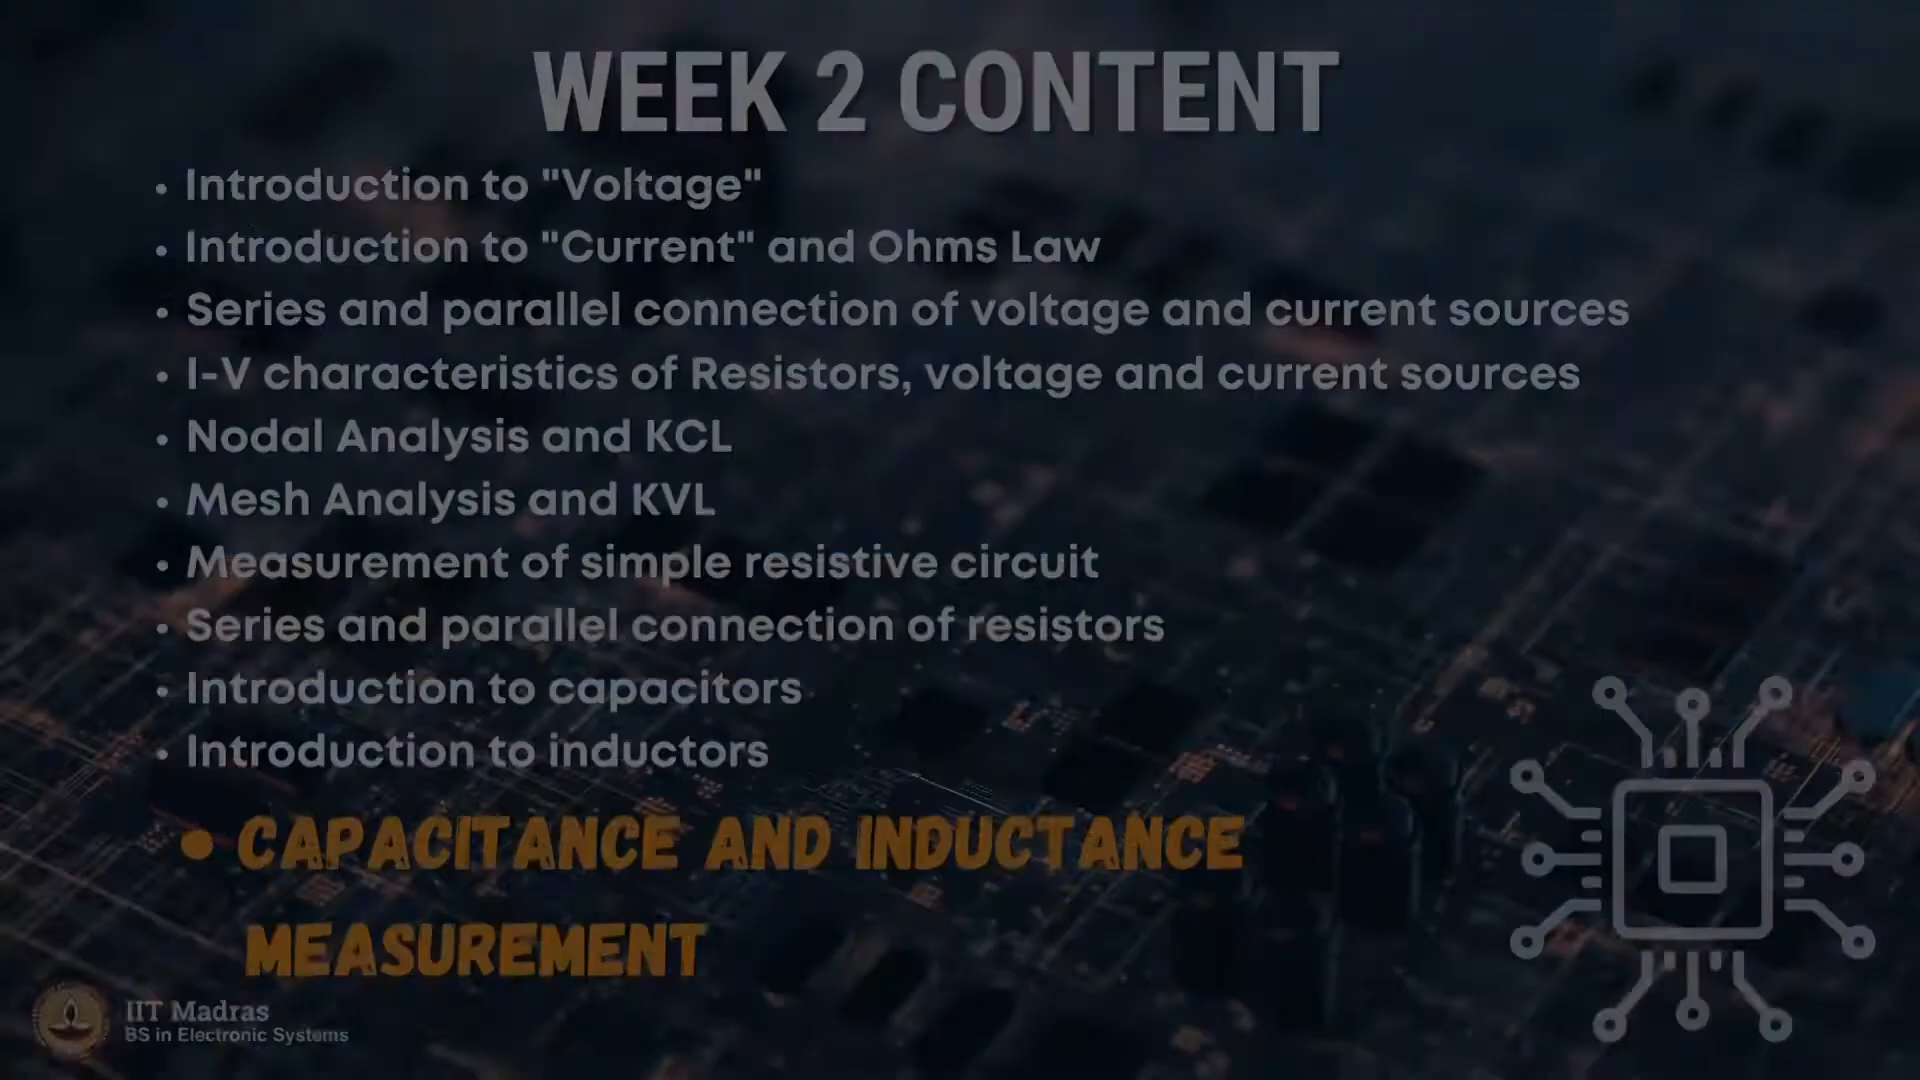 WEEK 2 CONTENT
• Introduction to "Voltage"
• Introduction to "Current" and Ohms Law
• Series and parallel connection of voltage and current sources
• I-V characteristics of Resistors, voltage and current sources
• Nodal Analysis and KCL
• Mesh Analysis and KVL
• Measurement of simple resistive circuit
• Series and parallel connection of resistors
• Introduction to capacitors
• Introduction to inductors
• CAPACITANCE AND INDUCTANCE
MEASUREMENT
IIT Madras
BS in Electronic Systems